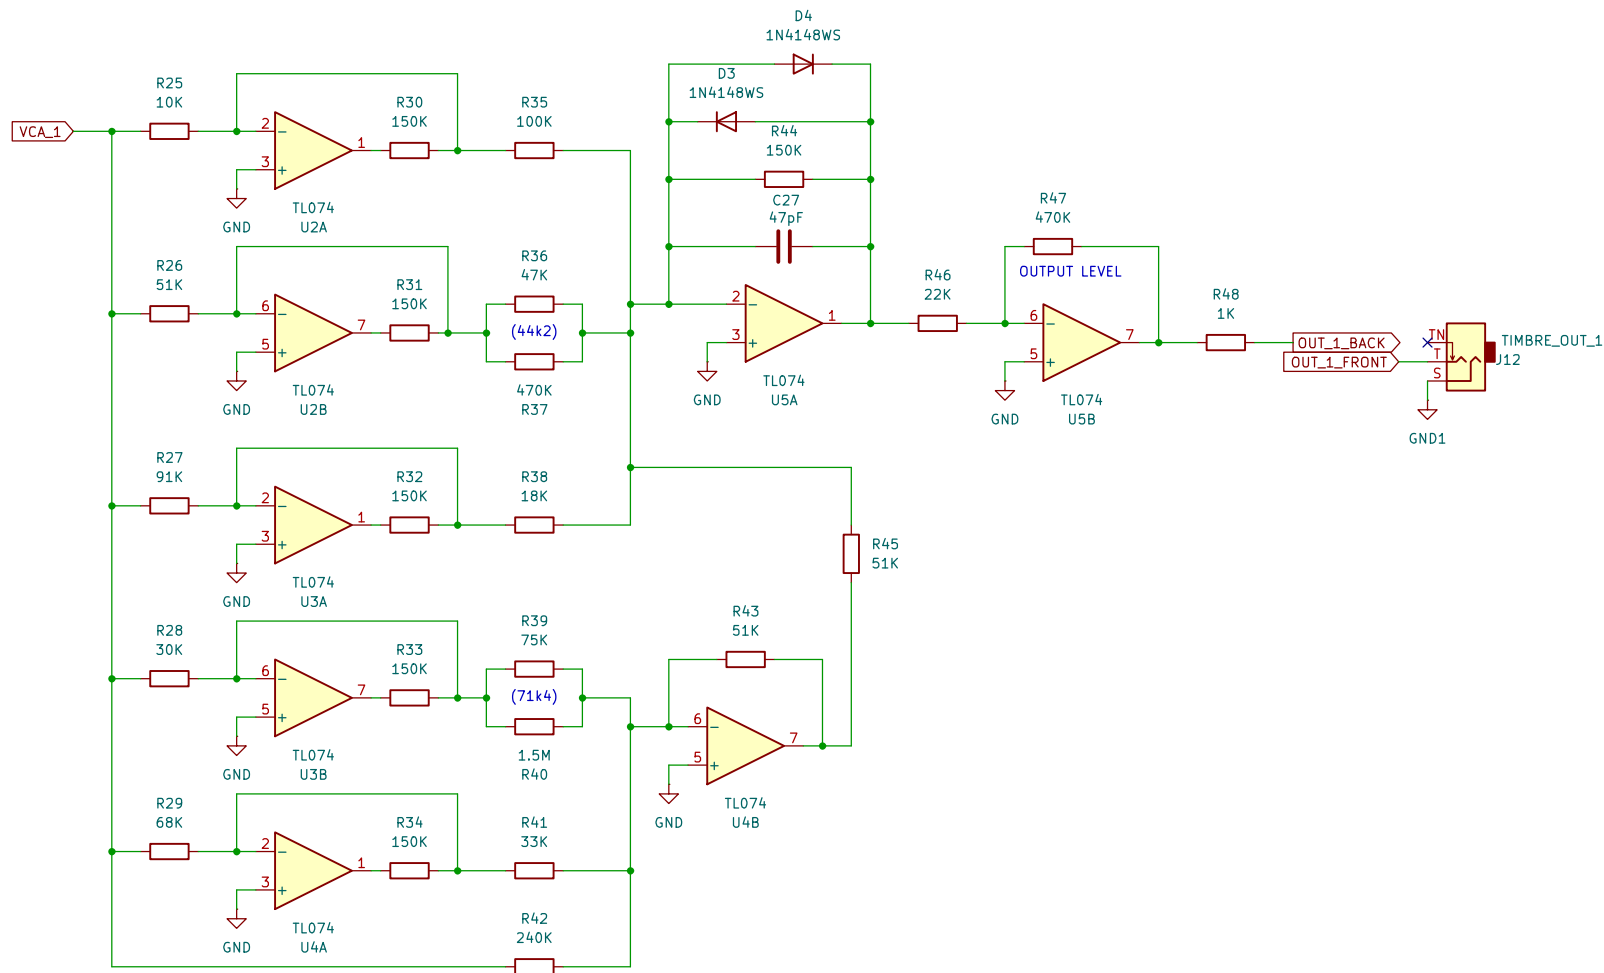 D4
1N4148WS
D3
1N4148WS
R25
10K
R30
150K
R35
100K
R44
150K
VCA_1
2
−
1
3
+
GND
TL074
U2A
C27
47pF
R47
470K
OUTPUT LEVEL
R26
51K
R31
150K
R36
47K
(44k2)
470K
R37
6
−
7
5
+
GND
TL074
U2B
2
−
1
3
+
GND
TL074
U5A
R46
22K
6
−
7
5
+
GND
TL074
U5B
R48
1K
OUT_1_BACK
OUT_1_FRONT
TN
T
S
TIMBRE_OUT_1
J12
GND1
R27
91K
R32
150K
R38
18K
2
−
1
3
+
GND
TL074
U3A
R45
51K
R28
30K
R33
150K
R39
75K
(71k4)
1.5M
R40
6
−
7
5
+
GND
TL074
U3B
R43
51K
6
−
7
5
+
GND
TL074
U4B
R29
68K
R34
150K
R41
33K
2
−
1
3
+
GND
TL074
U4A
R42
240K